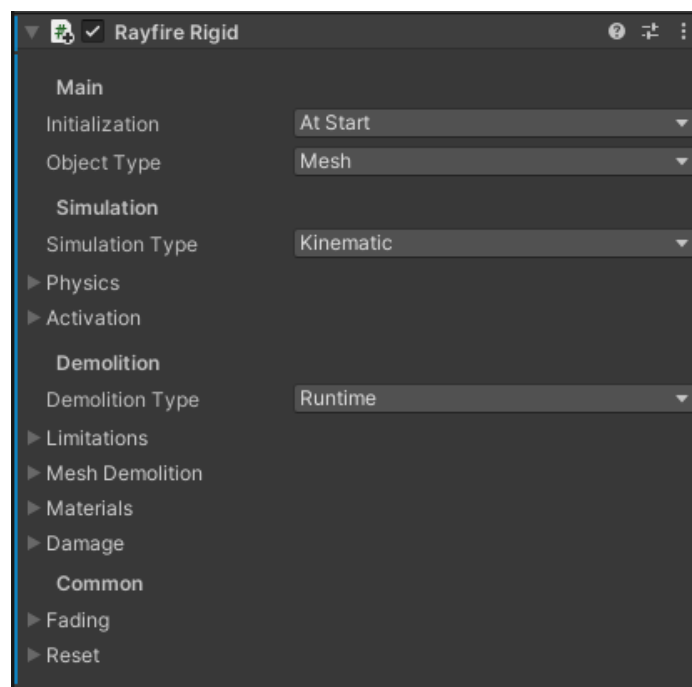 Rayfire Rigid
Main
Initialization At Start
Object Type Mesh
Simulation
Simulation Type Kinematic
Physics
Activation
Demolition
Demolition Type Runtime
Limitations
Mesh Demolition
Materials
Damage
Common
Fading
Reset